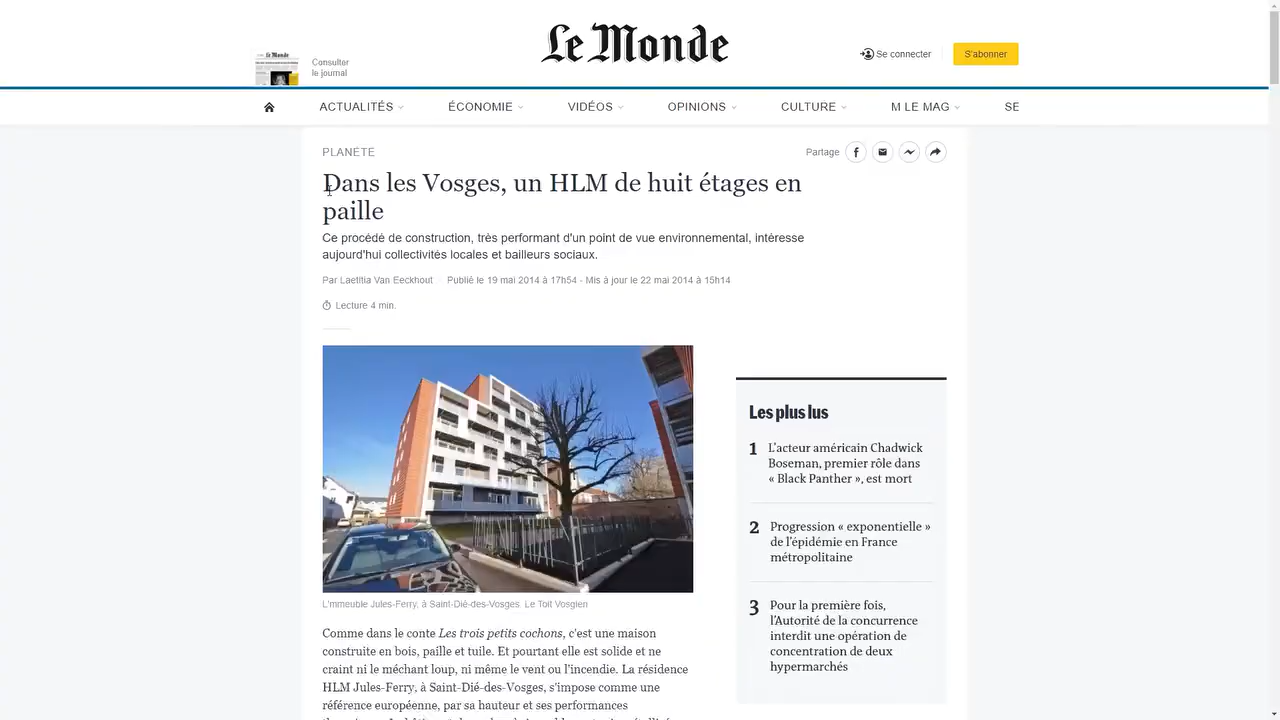 Le Monde
Consulter
le journal
Le Monde
Se connecter
S'abonner
ACTUALITÉS
ÉCONOMIE
VIDÉOS
OPINIONS
CULTURE
M LE MAG
SE
PLANÈTE
Partage
Dans les Vosges, un HLM de huit étages en
paille
Ce procédé de construction, très performant d'un point de vue environnemental, intéresse
aujourd'hui collectivités locales et bailleurs sociaux.
Par Laetitia Van Eeckhout
Publié le 19 mai 2014 à 17h54 - Mis à jour le 22 mai 2014 à 15h14
Lecture 4 min.
L'mmeuble Jules-Ferry, à Saint-Dié-des-Vosges. Le Toit Vosgien
Comme dans le conte Les trois petits cochons, c'est une maison
construite en bois, paille et tuile. Et pourtant elle est solide et ne
craint ni le méchant loup, ni même le vent ou l'incendie. La résidence
HLM Jules-Ferry, à Saint-Dié-des-Vosges, s'impose comme une
référence européenne, par sa hauteur et ses performances
Les plus lus
1 L'acteur américain Chadwick
Boseman, premier rôle dans
« Black Panther », est mort
2 Progression « exponentielle »
de l'épidémie en France
métropolitaine
3 Pour la première fois,
l'Autorité de la concurrence
interdit une opération de
concentration de deux
hypermarchés